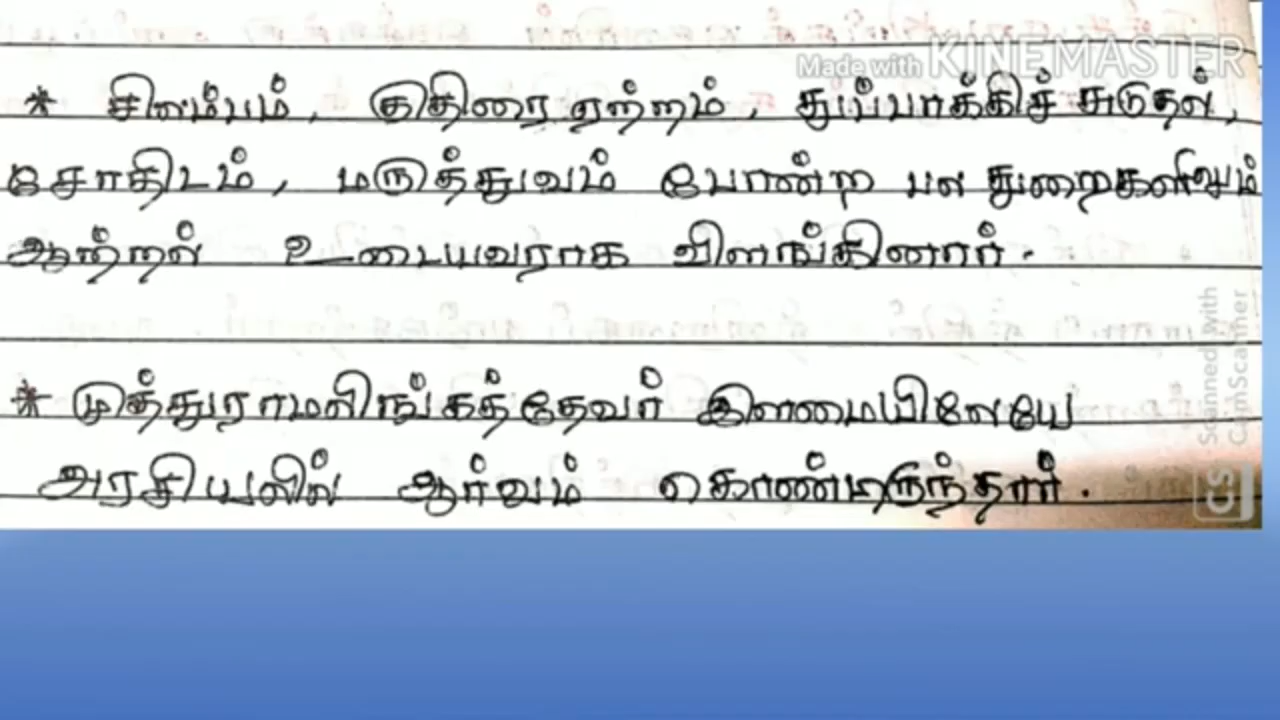 Made with KINEMASTER
* சிலம்பம், குதிரை ஏற்றம், துப்பாக்கிச் சுடுதல்,
சோதிடம், மருத்துவம் போன்ற பல துறைகளிலும்
ஆற்றல் உடையவராக விளங்கினார்.
* முத்துராமலிங்கத்தேவர் இளமையிலேயே
அரசியலில் ஆர்வம் கொண்டிருந்தார்.
Scanned with
CamScanner
CS